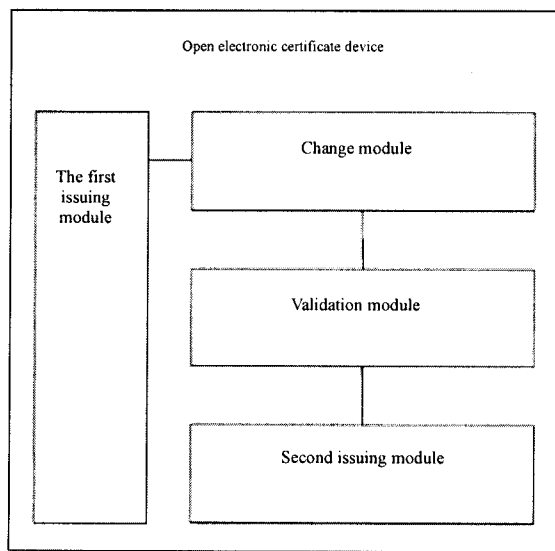 Open electronic certificate device
The first
issuing
module
Change module
Validation module
Second issuing module